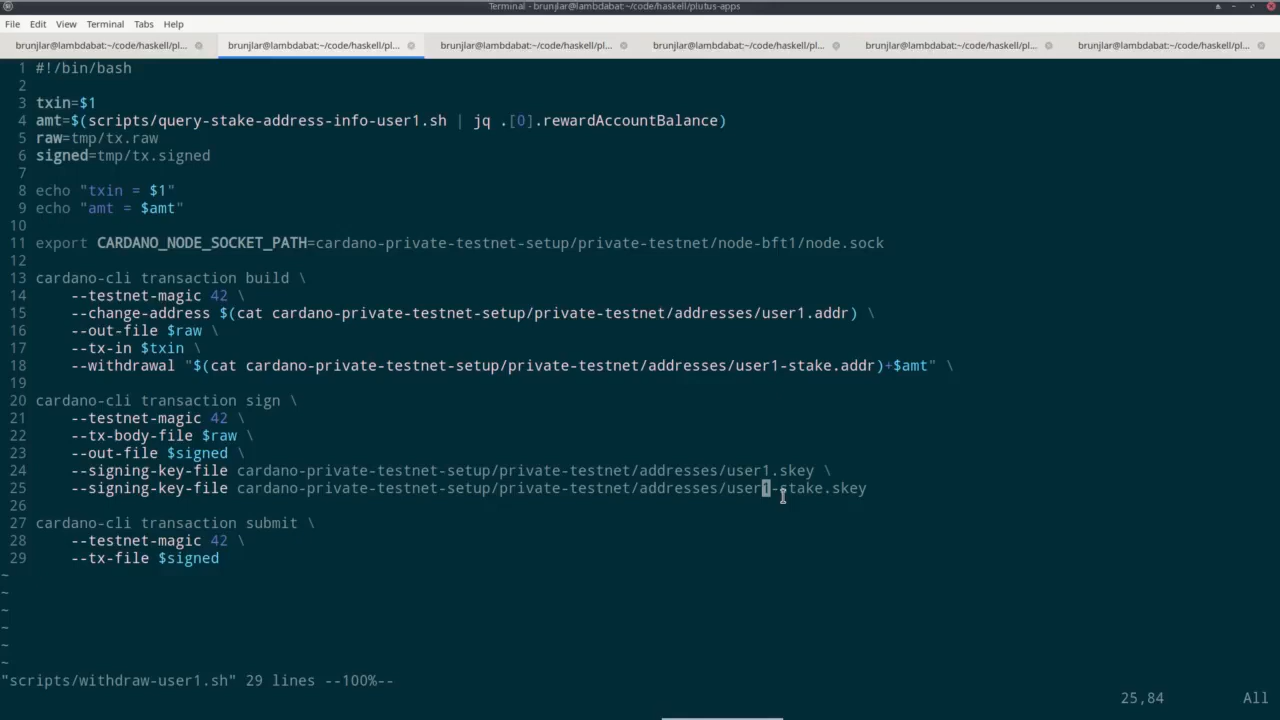 Terminal - brunjlar@lambdabat:~/code/haskell/plutus-apps
File Edit View Terminal Tabs Help
brunjlar@lambdabat:~/code/haskell/pl... brunjlar@lambdabat:~/code/haskell/pl... brunjlar@lambdabat:~/code/haskell/pl... brunjlar@lambdabat:~/code/haskell/pl... brunjlar@lambdabat:~/code/haskell/pl... brunjlar@lambdabat:~/code/haskell/pl...
1 #!/bin/bash
2
3 txin=$1
4 amt=$(scripts/query-stake-address-info-user1.sh | jq .[0].rewardAccountBalance)
5 raw=tmp/tx.raw
6 signed=tmp/tx.signed
7
8 echo "txin = $1"
9 echo "amt = $amt"
10
11 export CARDANO_NODE_SOCKET_PATH=cardano-private-testnet-setup/private-testnet/node-bft1/node.sock
12
13 cardano-cli transaction build \
14     --testnet-magic 42 \
15     --change-address $(cat cardano-private-testnet-setup/private-testnet/addresses/user1.addr) \
16     --out-file $raw \
17     --tx-in $txin \
18     --withdrawal "$(cat cardano-private-testnet-setup/private-testnet/addresses/user1-stake.addr)+$amt" \
19
20 cardano-cli transaction sign \
21     --testnet-magic 42 \
22     --tx-body-file $raw \
23     --out-file $signed \
24     --signing-key-file cardano-private-testnet-setup/private-testnet/addresses/user1.skey \
25     --signing-key-file cardano-private-testnet-setup/private-testnet/addresses/user1-stake.skey
26
27 cardano-cli transaction submit \
28     --testnet-magic 42 \
29     --tx-file $signed
~
~
~
~
~
~
"scripts/withdraw-user1.sh" 29 lines --100%--
25,84 All